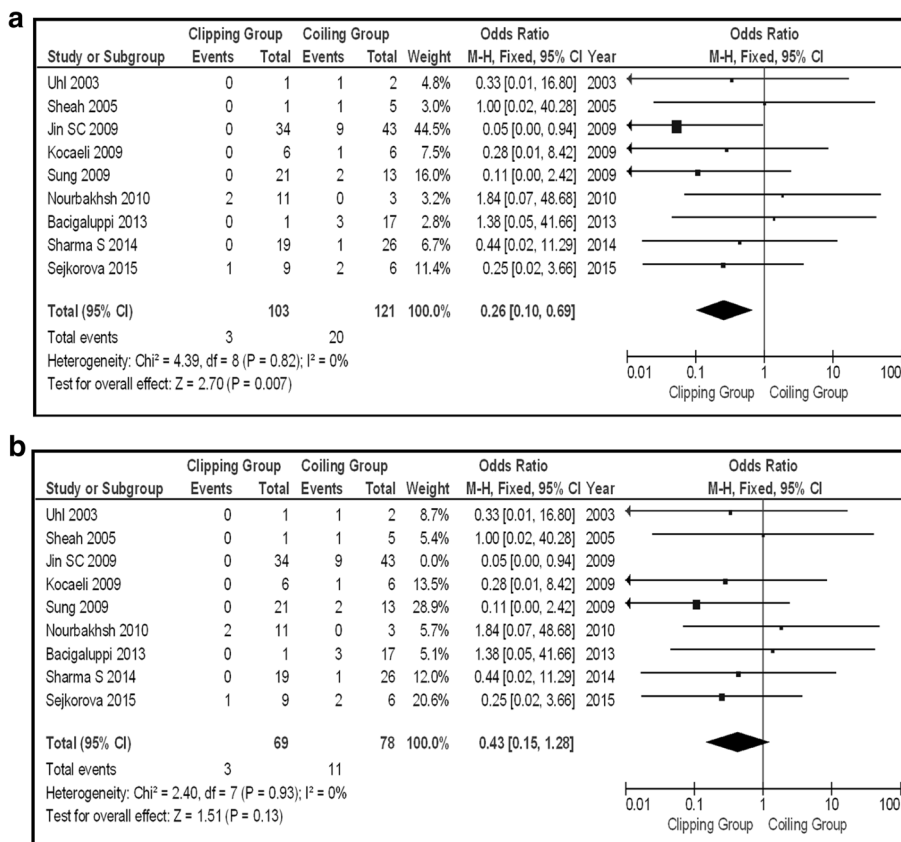 a
Clipping Group Coiling Group Odds Ratio Odds Ratio
Study or Subgroup Events Total Events Total Weight M-H, Fixed, 95% CI Year M-H, Fixed, 95% CI
Uhl 2003 0 1 1 2 4.8% 0.33 [0.01, 16.80] 2003
Sheah 2005 0 1 1 5 3.0% 1.00 [0.02, 40.28] 2005
Jin SC 2009 0 34 9 43 44.5% 0.05 [0.00, 0.94] 2009
Kocaeli 2009 0 6 1 6 7.5% 0.28 [0.01, 8.42] 2009
Sung 2009 0 21 2 13 16.0% 0.11 [0.00, 2.42] 2009
Nourbakhsh 2010 2 11 0 3 3.2% 1.84 [0.07, 48.68] 2010
Bacigaluppi 2013 0 1 3 17 2.8% 1.38 [0.05, 41.66] 2013
Sharma S 2014 0 19 1 26 6.7% 0.44 [0.02, 11.29] 2014
Sejkorova 2015 1 9 2 6 11.4% 0.25 [0.02, 3.66] 2015
Total (95% CI) 103 121 100.0% 0.26 [0.10, 0.69]
Total events 3 20
Heterogeneity: Chi² = 4.39, df = 8 (P = 0.82); I² = 0%
Test for overall effect: Z = 2.70 (P = 0.007)
0.01 0.1 1 10 100
Clipping Group Coiling Group
b
Clipping Group Coiling Group Odds Ratio Odds Ratio
Study or Subgroup Events Total Events Total Weight M-H, Fixed, 95% CI Year M-H, Fixed, 95% CI
Uhl 2003 0 1 1 2 8.7% 0.33 [0.01, 16.80] 2003
Sheah 2005 0 1 1 5 5.4% 1.00 [0.02, 40.28] 2005
Jin SC 2009 0 34 9 43 0.0% 0.05 [0.00, 0.94] 2009
Kocaeli 2009 0 6 1 6 13.5% 0.28 [0.01, 8.42] 2009
Sung 2009 0 21 2 13 28.9% 0.11 [0.00, 2.42] 2009
Nourbakhsh 2010 2 11 0 3 5.7% 1.84 [0.07, 48.68] 2010
Bacigaluppi 2013 0 1 3 17 5.1% 1.38 [0.05, 41.66] 2013
Sharma S 2014 0 19 1 26 12.0% 0.44 [0.02, 11.29] 2014
Sejkorova 2015 1 9 2 6 20.6% 0.25 [0.02, 3.66] 2015
Total (95% CI) 69 78 100.0% 0.43 [0.15, 1.28]
Total events 3 11
Heterogeneity: Chi² = 2.40, df = 7 (P = 0.93); I² = 0%
Test for overall effect: Z = 1.51 (P = 0.13)
0.01 0.1 1 10 100
Clipping Group Coiling Group